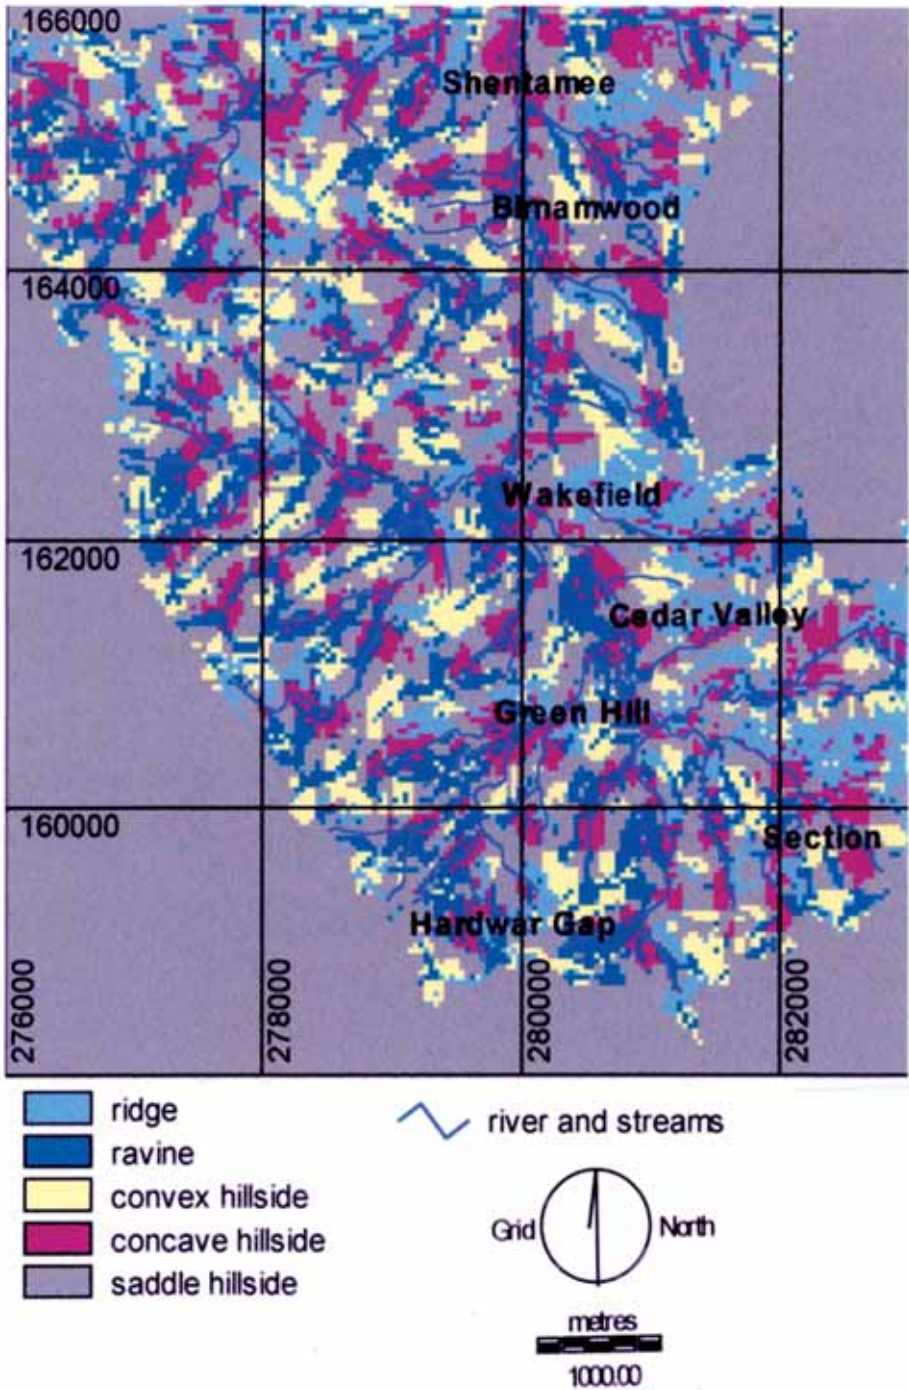 166000
Shentamee
Birnamwood
164000
Wakefield
162000
Cedar Valley
Green Hill
160000
Section
Hardwar Gap
276000
278000
280000
282000
ridge
ravine
convex hillside
concave hillside
saddle hillside
river and streams
Grid North
metres
1000.00